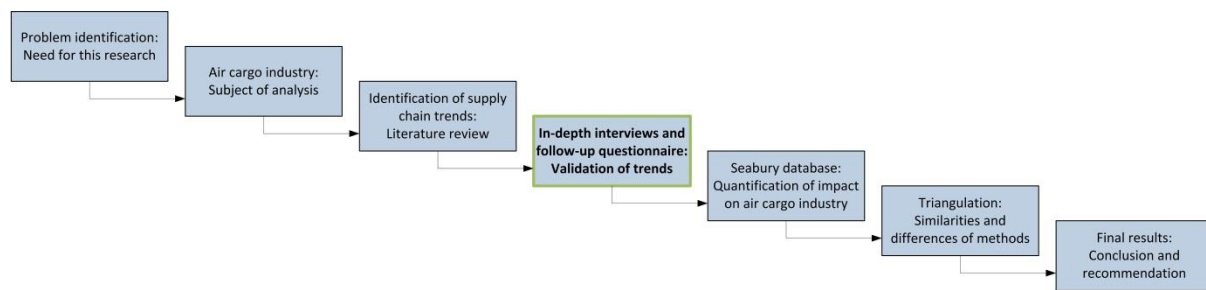 Problem identification:
Need for this research
Air cargo industry:
Subject of analysis
Identification of supply
chain trends:
Literature review
In-depth interviews and
follow-up questionnaire:
Validation of trends
Seabury database:
Quantification of impact
on air cargo industry
Triangulation:
Similarities and
differences of methods
Final results:
Conclusion and
recommendation